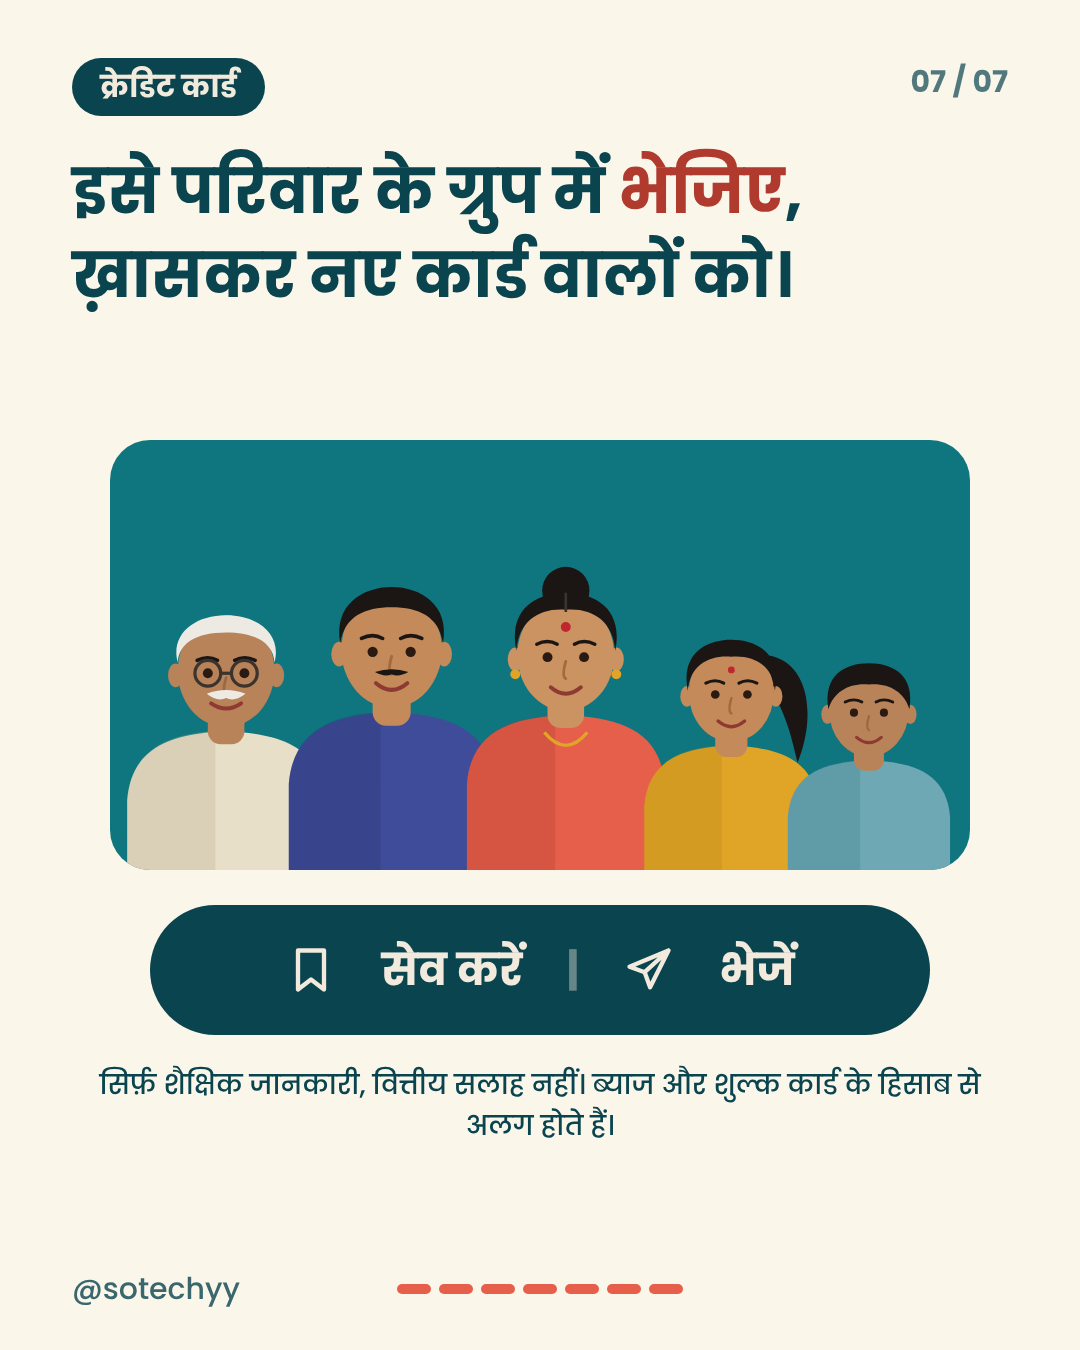 क्रेडिट कार्ड
07 / 07
इसे परिवार के ग्रुप में भेजिए,
ख़ासकर नए कार्ड वालों को।
सेव करें | भेजें
सिर्फ़ शैक्षिक जानकारी, वित्तीय सलाह नहीं। ब्याज और शुल्क कार्ड के हिसाब से
अलग होते हैं।
@sotechyy